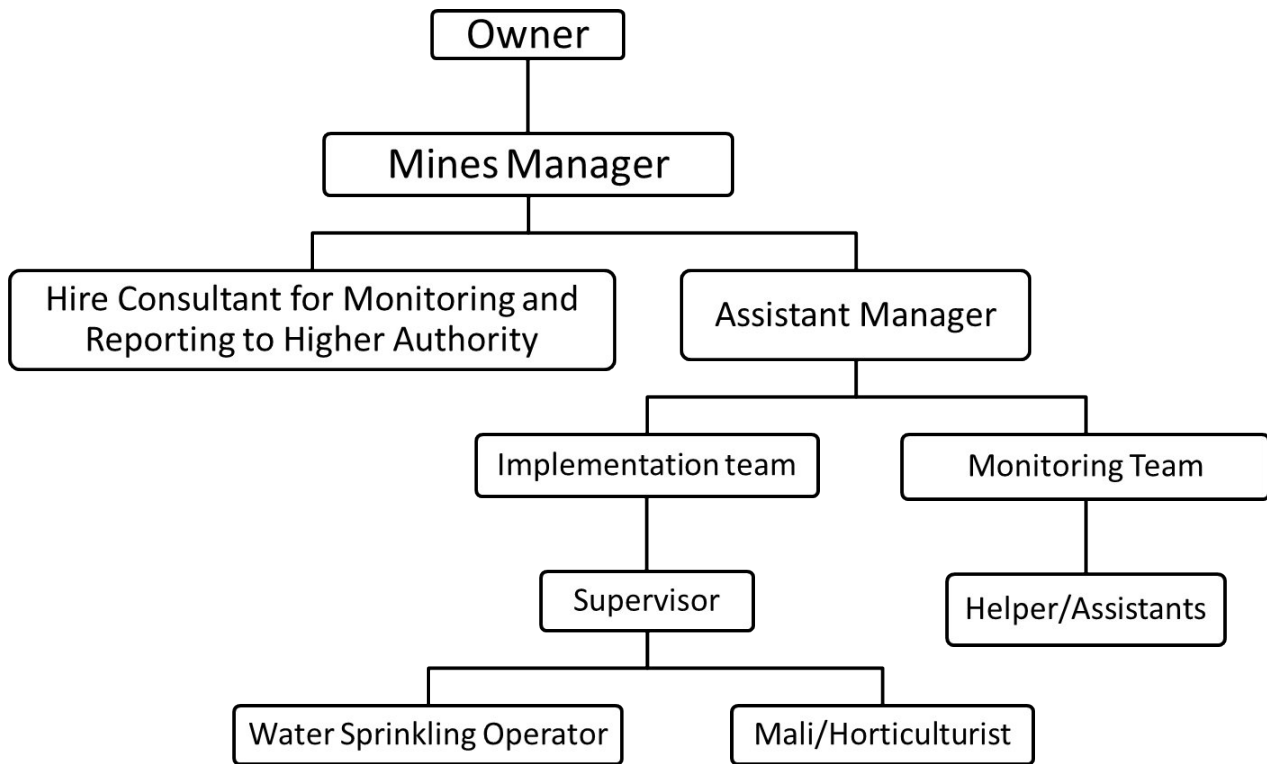 Owner
Mines Manager
Hire Consultant for Monitoring and
Reporting to Higher Authority
Assistant Manager
Implementation team
Monitoring Team
Supervisor
Helper/Assistants
Water Sprinkling Operator
Mali/Horticulturist